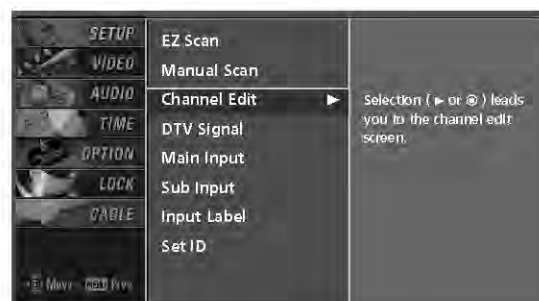 SETUP
VIDEO
AUDIO
TIME
OPTION
LOCK
CABLE
Move Prev
EZ Scan
Manual Scan
Channel Edit ►
DTV Signal
Main Input
Sub Input
Input Label
Set ID
Selection ( ► or ◉ ) leads
you to the channel edit
screen.